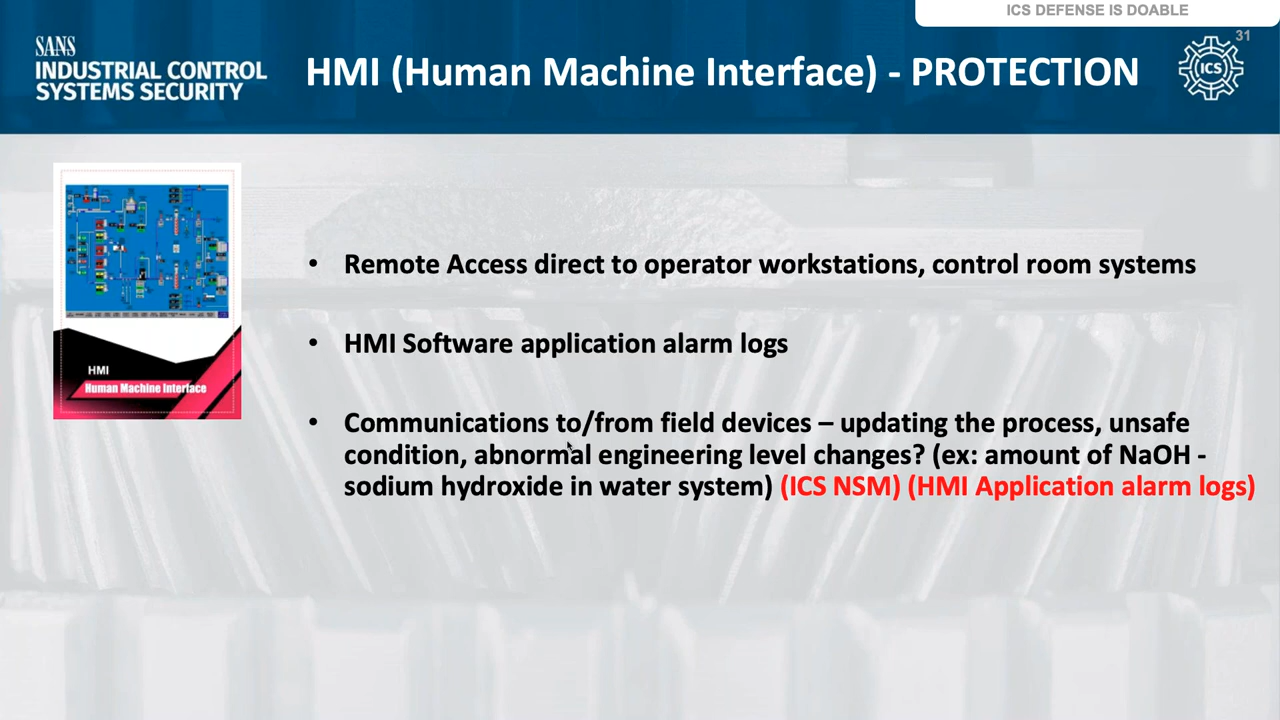 ICS DEFENSE IS DOABLE
31
SANS
INDUSTRIAL CONTROL
SYSTEMS SECURITY
HMI (Human Machine Interface) - PROTECTION
ICS
HMI
Human Machine Interface
• Remote Access direct to operator workstations, control room systems
• HMI Software application alarm logs
• Communications to/from field devices – updating the process, unsafe
condition, abnormal engineering level changes? (ex: amount of NaOH -
sodium hydroxide in water system) (ICS NSM) (HMI Application alarm logs)